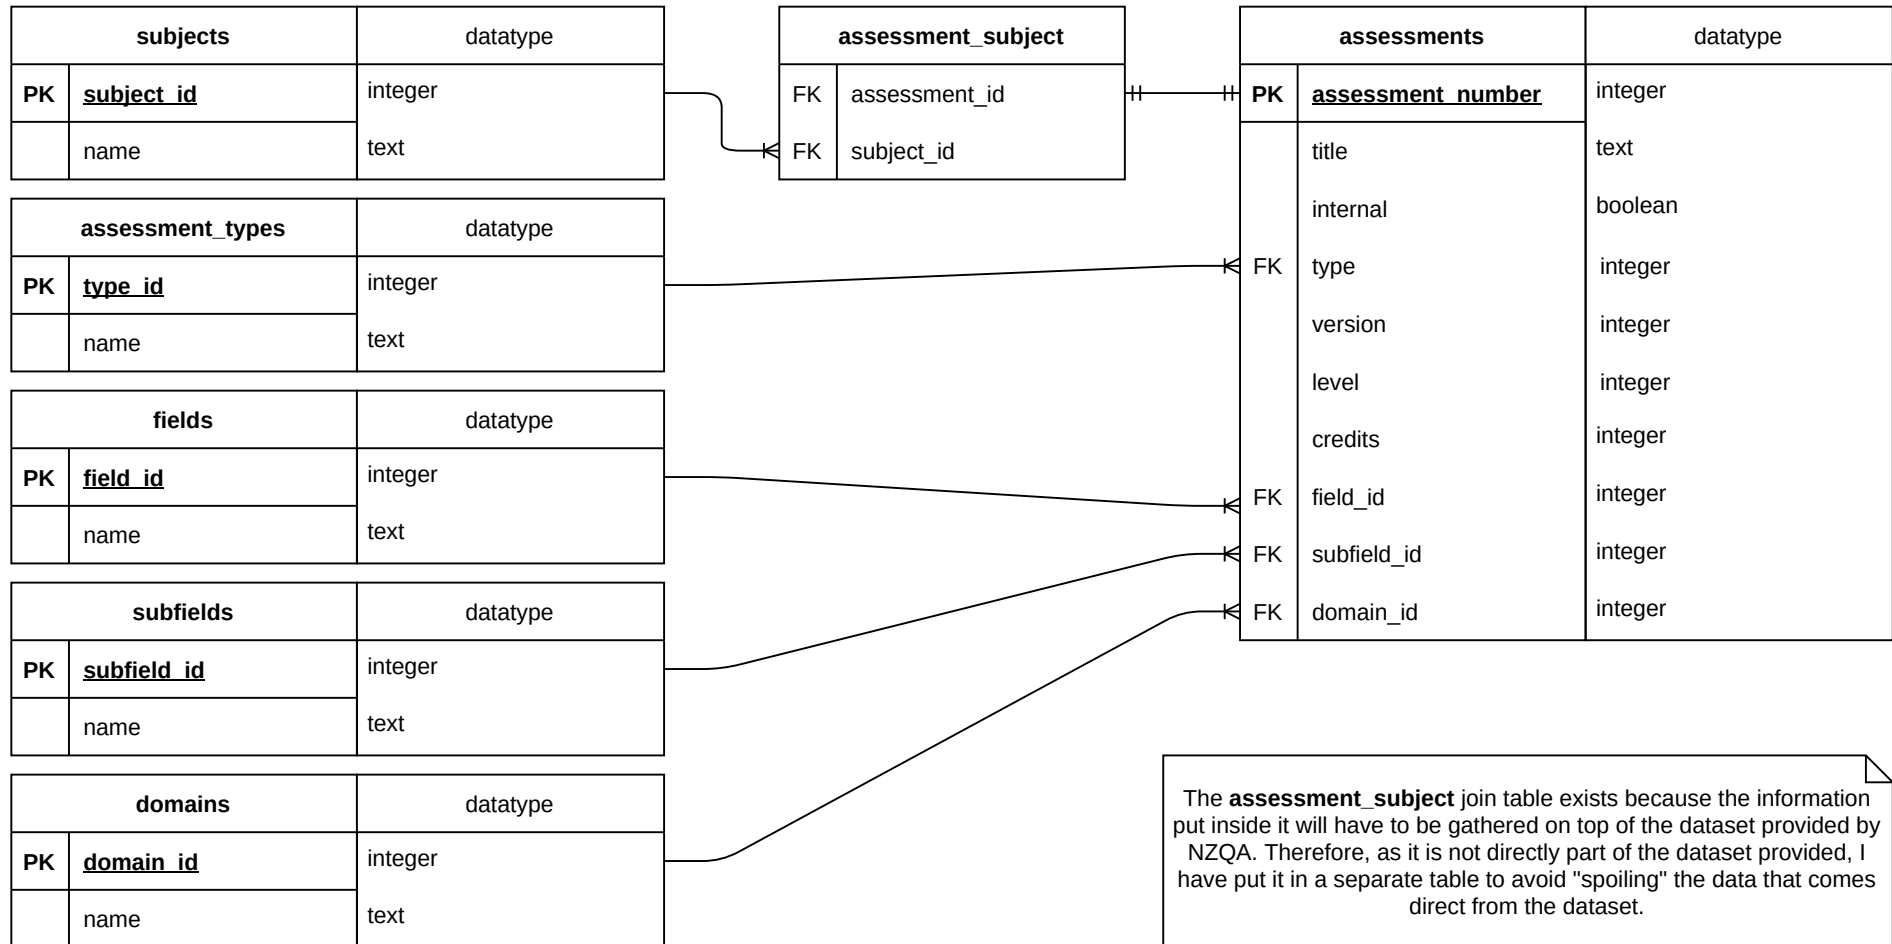 subjects datatype
PK subject_id integer
name text
assessment_subject
FK assessment_id
FK subject_id
assessments datatype
PK assessment_number integer
title text
internal boolean
FK type integer
version integer
level integer
credits integer
FK field_id integer
FK subfield_id integer
FK domain_id integer
assessment_types datatype
PK type_id integer
name text
fields datatype
PK field_id integer
name text
subfields datatype
PK subfield_id integer
name text
domains datatype
PK domain_id integer
name text
The assessment_subject join table exists because the information
put inside it will have to be gathered on top of the dataset provided by
NZQA. Therefore, as it is not directly part of the dataset provided, I
have put it in a separate table to avoid "spoiling" the data that comes
direct from the dataset.